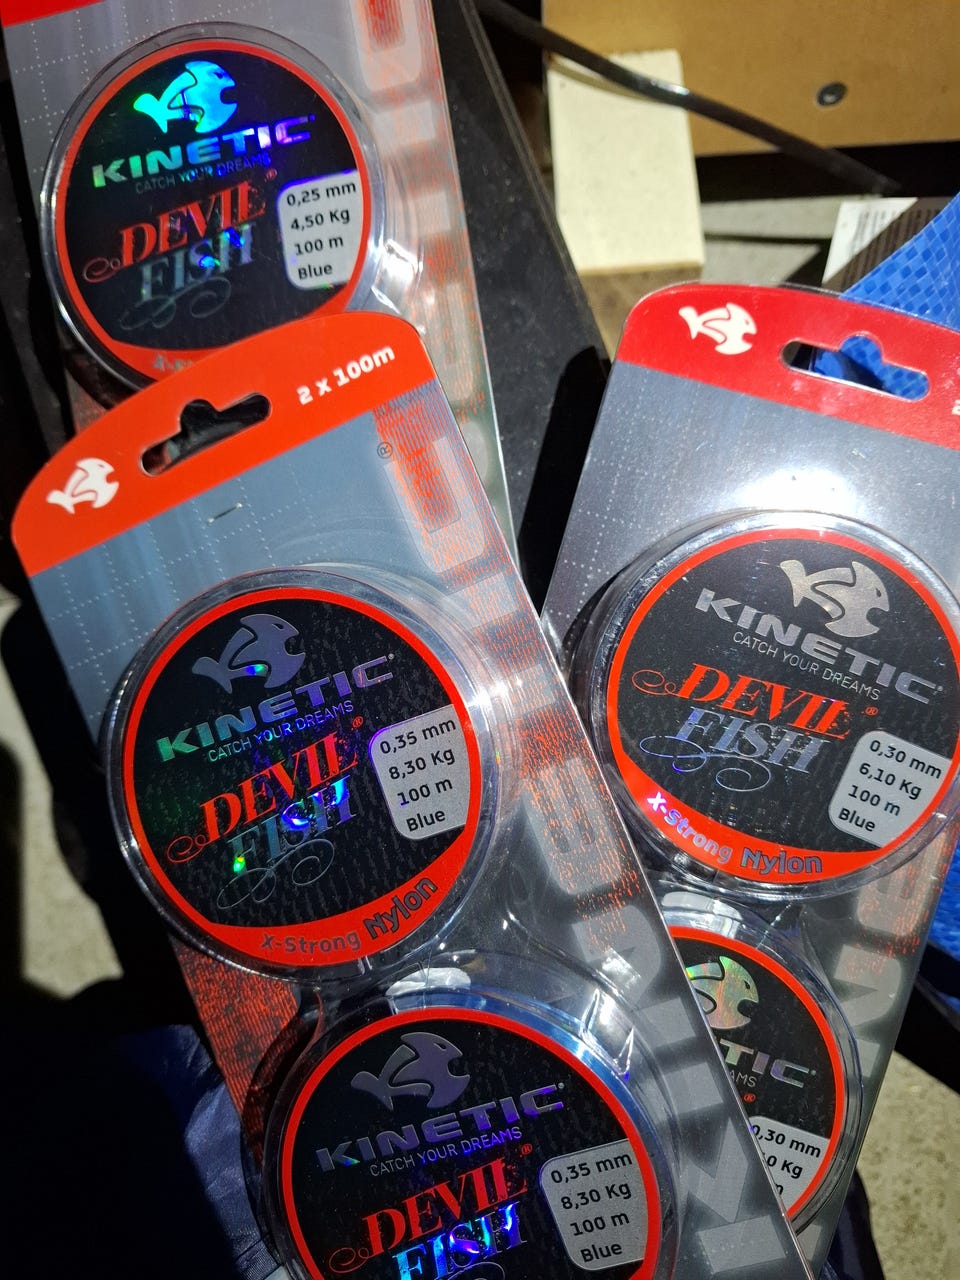 KINETIC
CATCH YOUR DREAMS
DEVIL®
FISH
0,25 mm
4,50 Kg
100 m
Blue
2 x 100m
®
KINETIC
CATCH YOUR DREAMS
DEVIL®
FISH
0,35 mm
8,30 Kg
100 m
Blue
X-Strong Nylon
KINETIC
CATCH YOUR DREAMS
DEVIL®
FISH
0,30 mm
6,10 Kg
100 m
Blue
X-Strong Nylon
KINETIC
CATCH YOUR DREAMS
DEVIL®
FISH
0,35 mm
8,30 Kg
100 m
Blue
TIC
AMS
®
0,30 mm
Kg